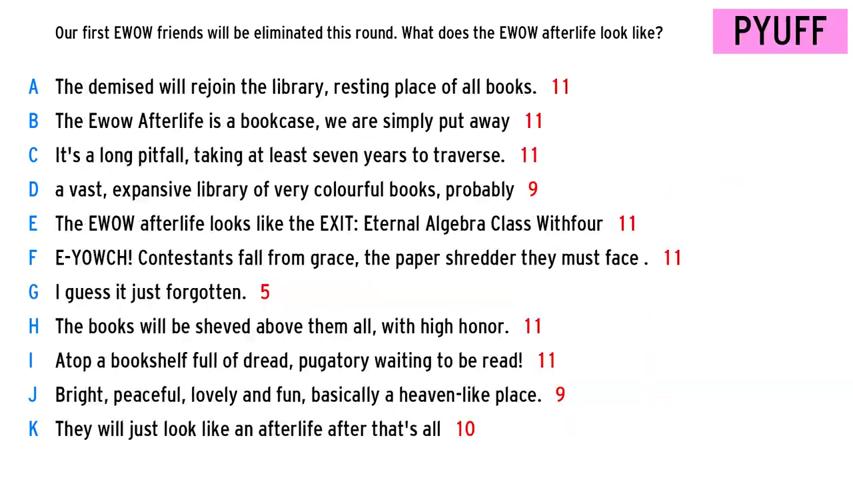 Our first EWOW friends will be eliminated this round. What does the EWOW afterlife look like?
PYUFF
A The demised will rejoin the library, resting place of all books. 11
B The Ewow Afterlife is a bookcase, we are simply put away 11
C It's a long pitfall, taking at least seven years to traverse. 11
D a vast, expansive library of very colourful books, probably 9
E The EWOW afterlife looks like the EXIT: Eternal Algebra Class Withfour 11
F E-YOWCH! Contestants fall from grace, the paper shredder they must face . 11
G I guess it just forgotten. 5
H The books will be sheved above them all, with high honor. 11
I Atop a bookshelf full of dread, pugatory waiting to be read! 11
J Bright, peaceful, lovely and fun, basically a heaven-like place. 9
K They will just look like an afterlife after that's all 10